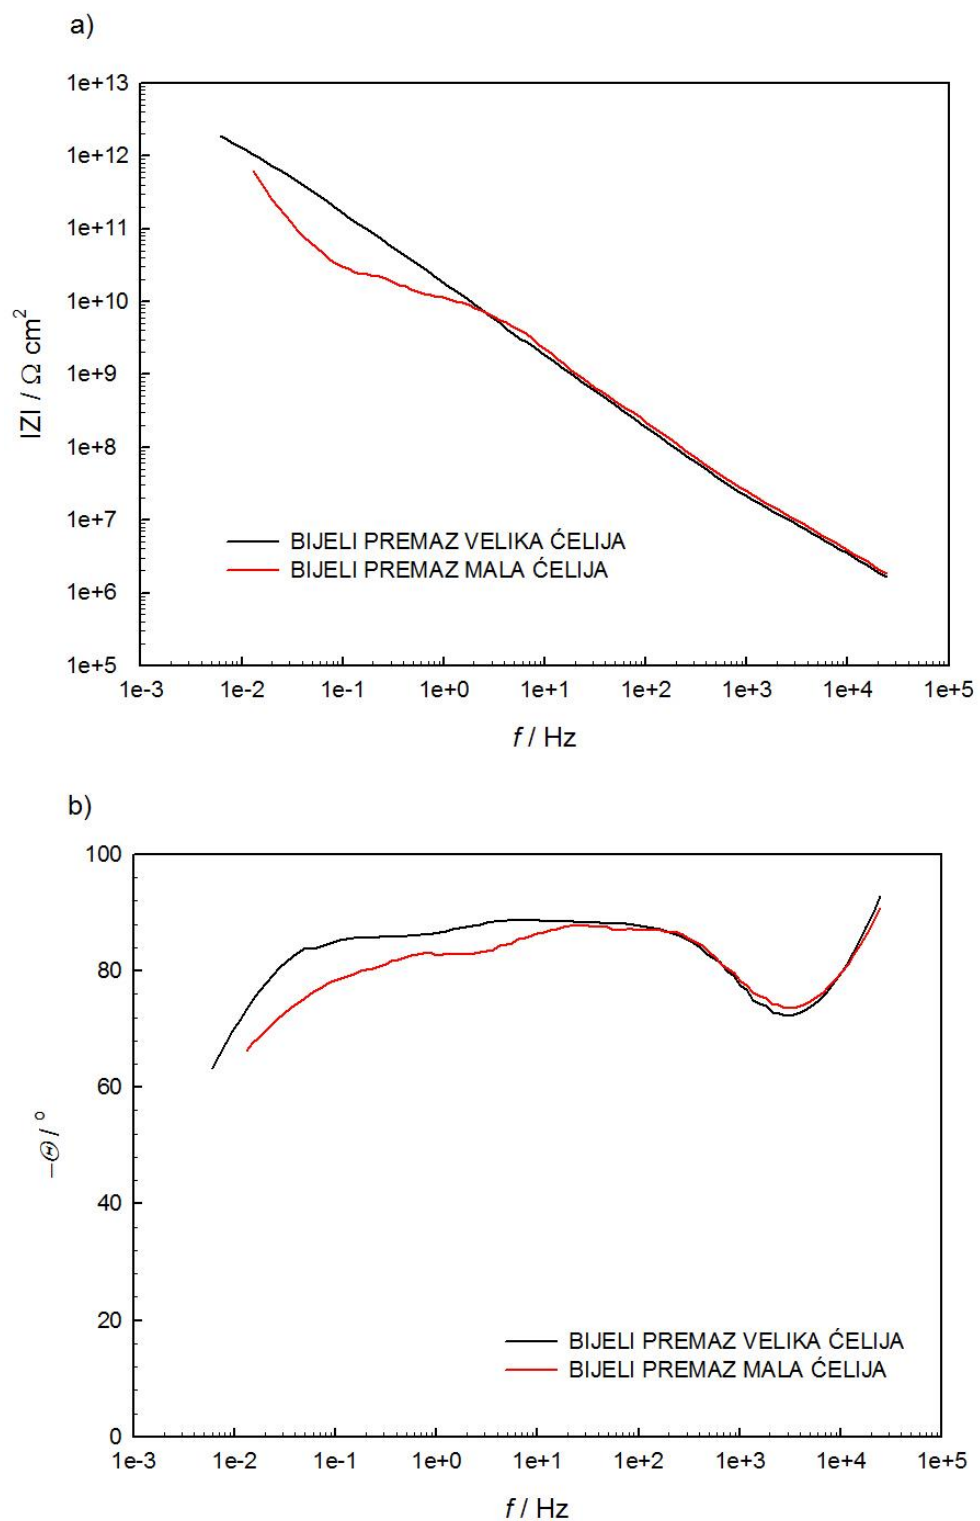 a)
1e+13
1e+12
1e+11
1e+10
1e+9
1e+8
1e+7
1e+6
1e+5
IZI / Ω cm²
BIJELI PREMAZ VELIKA ĆELIJA
BIJELI PREMAZ MALA ĆELIJA
1e-3 1e-2 1e-1 1e+0 1e+1 1e+2 1e+3 1e+4 1e+5
f / Hz
b)
100
80
60
40
20
0
−Θ / °
BIJELI PREMAZ VELIKA ĆELIJA
BIJELI PREMAZ MALA ĆELIJA
1e-3 1e-2 1e-1 1e+0 1e+1 1e+2 1e+3 1e+4 1e+5
f / Hz